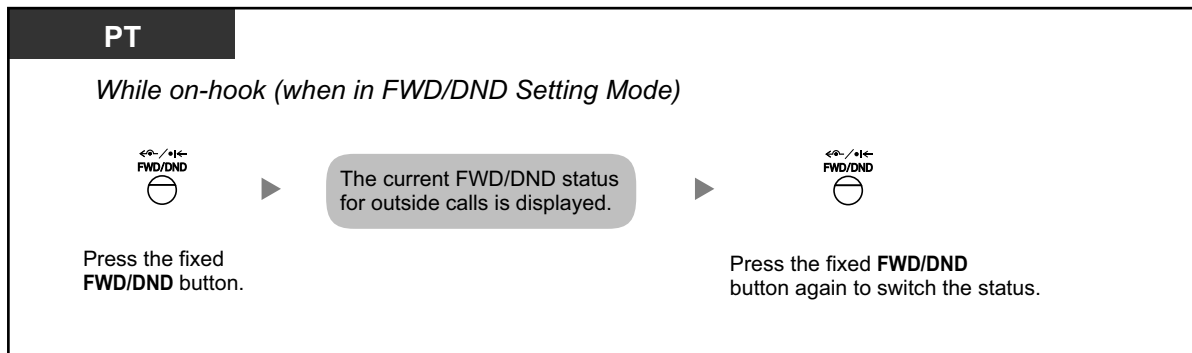 PT
While on-hook (when in FWD/DND Setting Mode)
FWD/DND
The current FWD/DND status
for outside calls is displayed.
FWD/DND
Press the fixed
FWD/DND button.
Press the fixed FWD/DND
button again to switch the status.